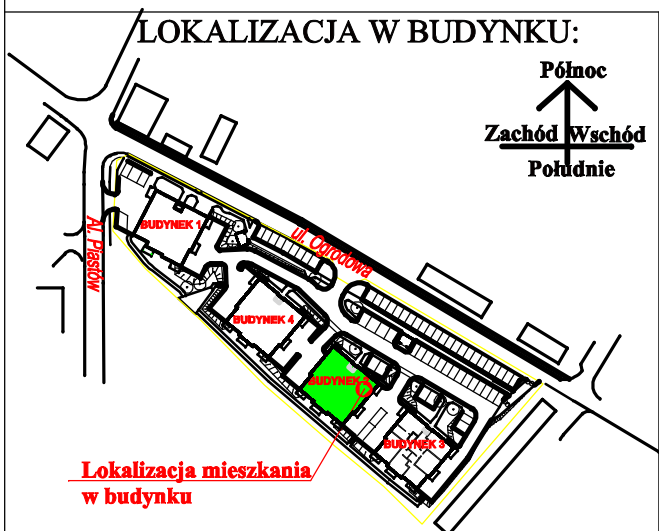 LOKALIZACJA W BUDYNKU:
Północ
Zachód Wschód
Południe
Al. Piastów
BUDYNEK 1
ul. Ogrodowa
BUDYNEK 4
BUDYNEK
BUDYNEK 3
Lokalizacja mieszkania
w budynku